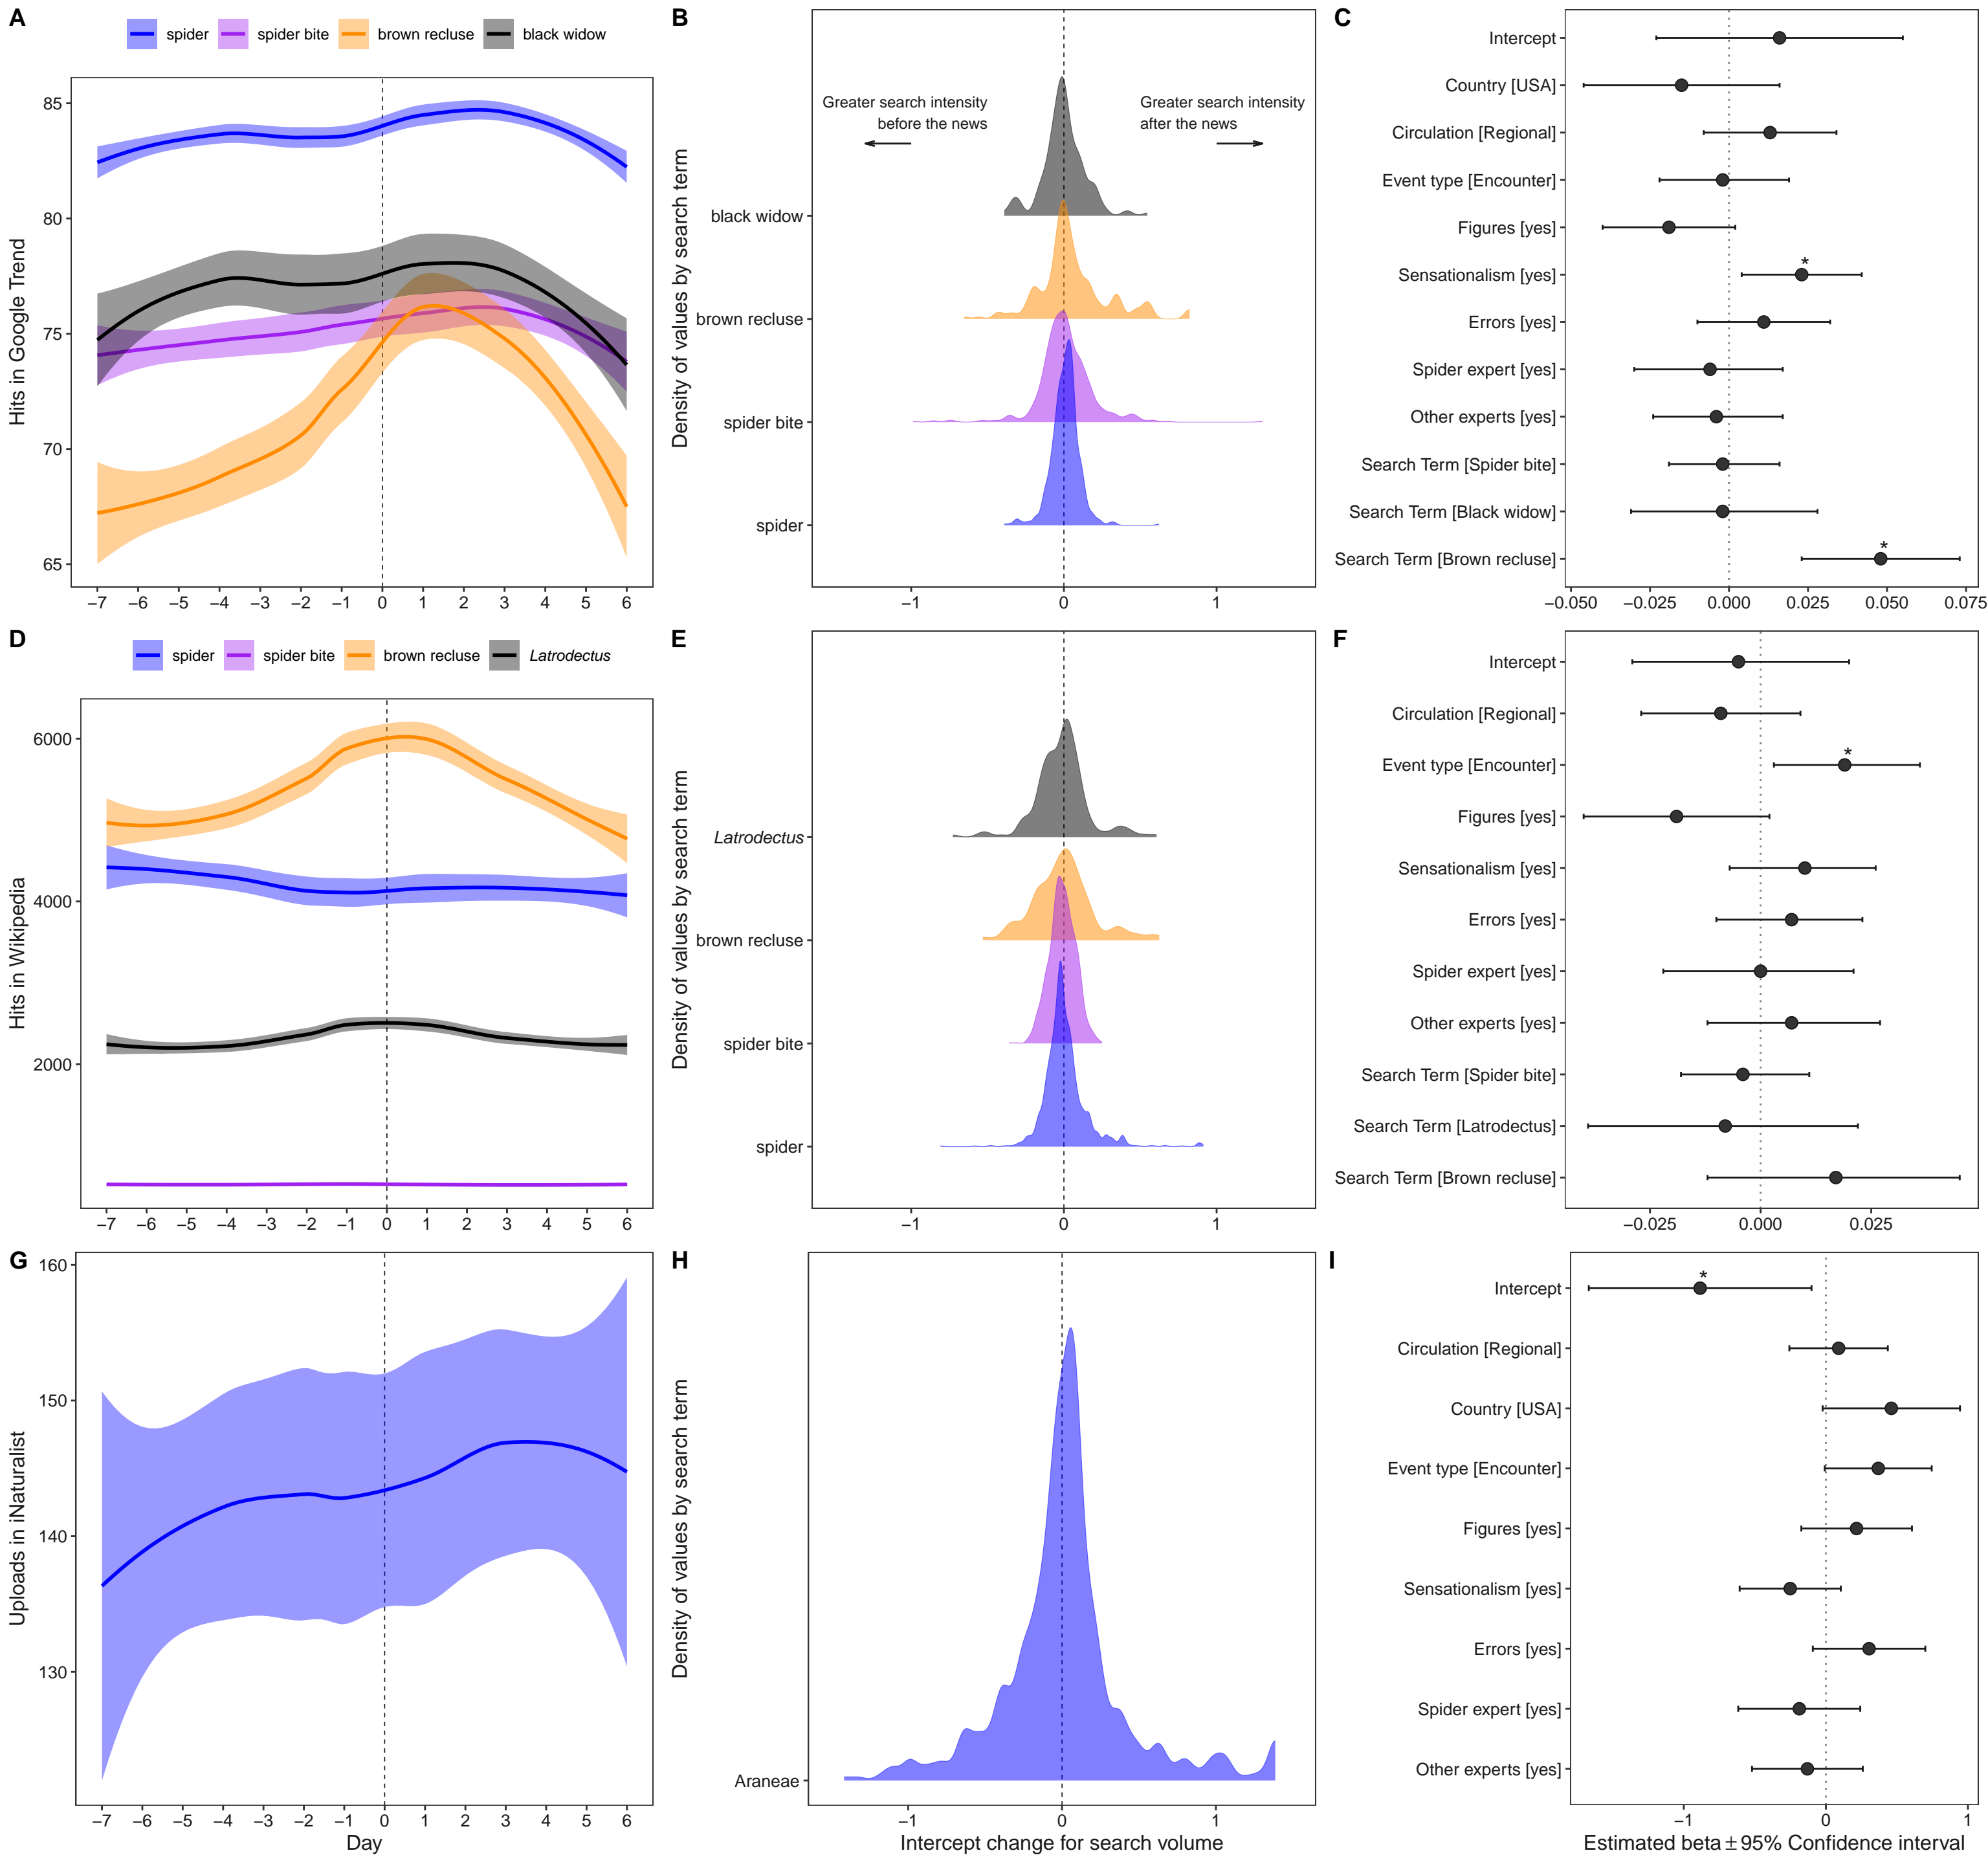 A
spider
spider bite
brown recluse
black widow
Hits in Google Trend
85
80
75
70
65
−7 −6 −5 −4 −3 −2 −1 0 1 2 3 4 5 6
B
Density of values by search term
Greater search intensity
before the news
Greater search intensity
after the news
black widow
brown recluse
spider bite
spider
−1 0 1
C
Intercept
Country [USA]
Circulation [Regional]
Event type [Encounter]
Figures [yes]
Sensationalism [yes]
*
Errors [yes]
Spider expert [yes]
Other experts [yes]
Search Term [Spider bite]
Search Term [Black widow]
Search Term [Brown recluse]
*
−0.050 −0.025 0.000 0.025 0.050 0.075
D
spider
spider bite
brown recluse
Latrodectus
Hits in Wikipedia
6000
4000
2000
−7 −6 −5 −4 −3 −2 −1 0 1 2 3 4 5 6
E
Density of values by search term
Latrodectus
brown recluse
spider bite
spider
−1 0 1
F
Intercept
Circulation [Regional]
Event type [Encounter]
*
Figures [yes]
Sensationalism [yes]
Errors [yes]
Spider expert [yes]
Other experts [yes]
Search Term [Spider bite]
Search Term [Latrodectus]
Search Term [Brown recluse]
−0.025 0.000 0.025
G
Uploads in iNaturalist
160
150
140
130
−7 −6 −5 −4 −3 −2 −1 0 1 2 3 4 5 6
Day
H
Density of values by search term
Araneae
−1 0 1
Intercept change for search volume
I
Intercept
*
Circulation [Regional]
Country [USA]
Event type [Encounter]
Figures [yes]
Sensationalism [yes]
Errors [yes]
Spider expert [yes]
Other experts [yes]
−1 0 1
Estimated beta ± 95% Confidence interval